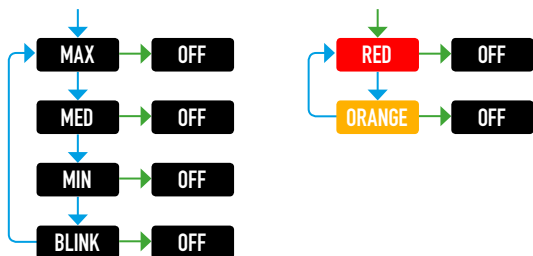 MAX OFF
MED OFF
MIN OFF
BLINK OFF
RED OFF
ORANGE OFF